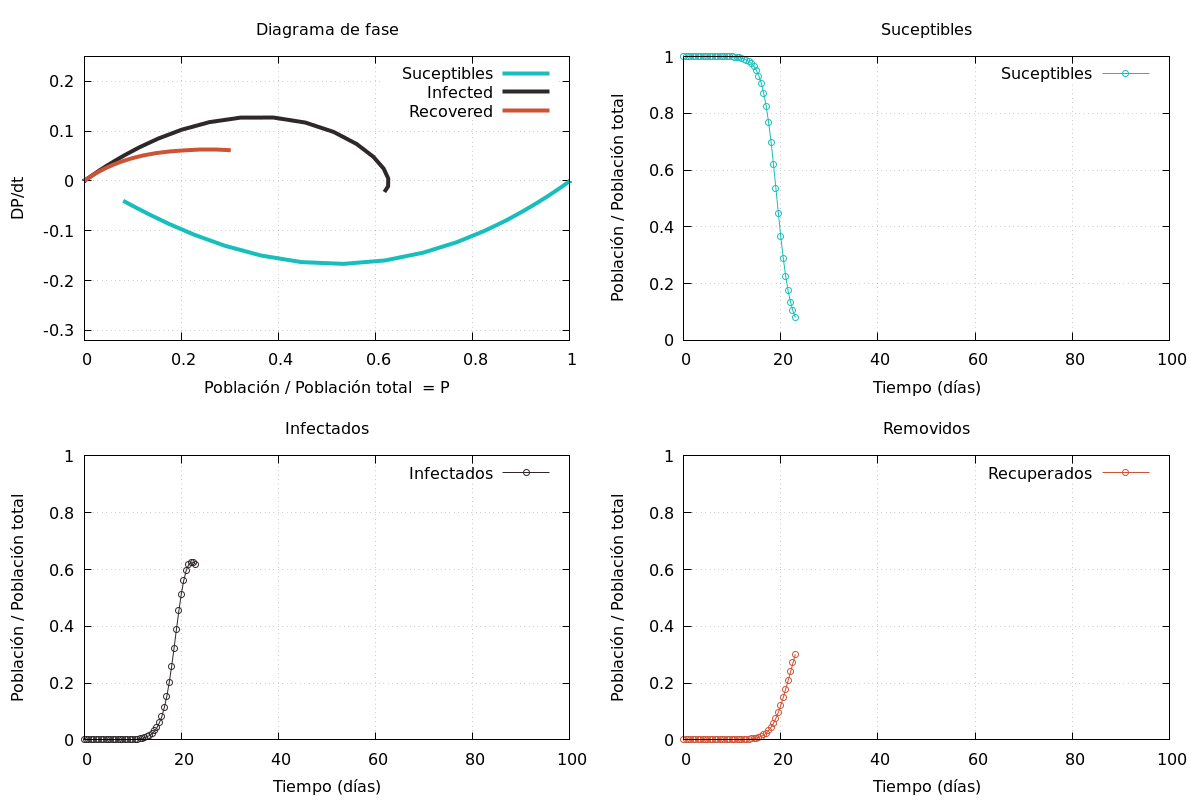 Diagrama de fase
Suceptibles
Infected
Recovered
0.2
0.1
0
-0.1
-0.2
-0.3
0 0.2 0.4 0.6 0.8 1
DP/dt
Población / Población total = P
Suceptibles
Suceptibles
1
0.8
0.6
0.4
0.2
0
0 20 40 60 80 100
Población / Población total
Tiempo (días)
Infectados
Infectados
1
0.8
0.6
0.4
0.2
0
0 20 40 60 80 100
Población / Población total
Tiempo (días)
Removidos
Recuperados
1
0.8
0.6
0.4
0.2
0
0 20 40 60 80 100
Población / Población total
Tiempo (días)